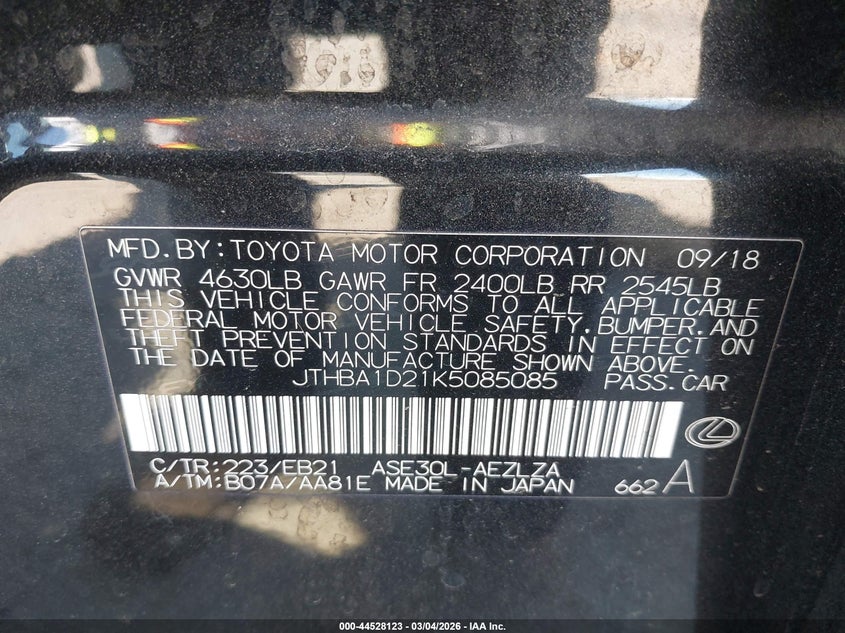 MFD.BY:TOYOTA MOTOR CORPORATION 09/18
GVWR 4630LB GAWR FR 2400LB RR 2545LB
THIS VEHICLE CONFORMS TO ALL APPLICABLE
FEDERAL MOTOR VEHICLE SAFETY,BUMPER,AND
THEFT PREVENTION STANDARDS IN EFFECT ON
THE DATE OF MANUFACTURE SHOWN ABOVE.
JTHBA1D21K5085085 PASS.CAR
C/TR:223/EB21 ASE30L-AEZLZA
A/TM:B07A/AA81E MADE IN JAPAN 662A
000-44528123 - 03/04/2026 - IAA Inc.